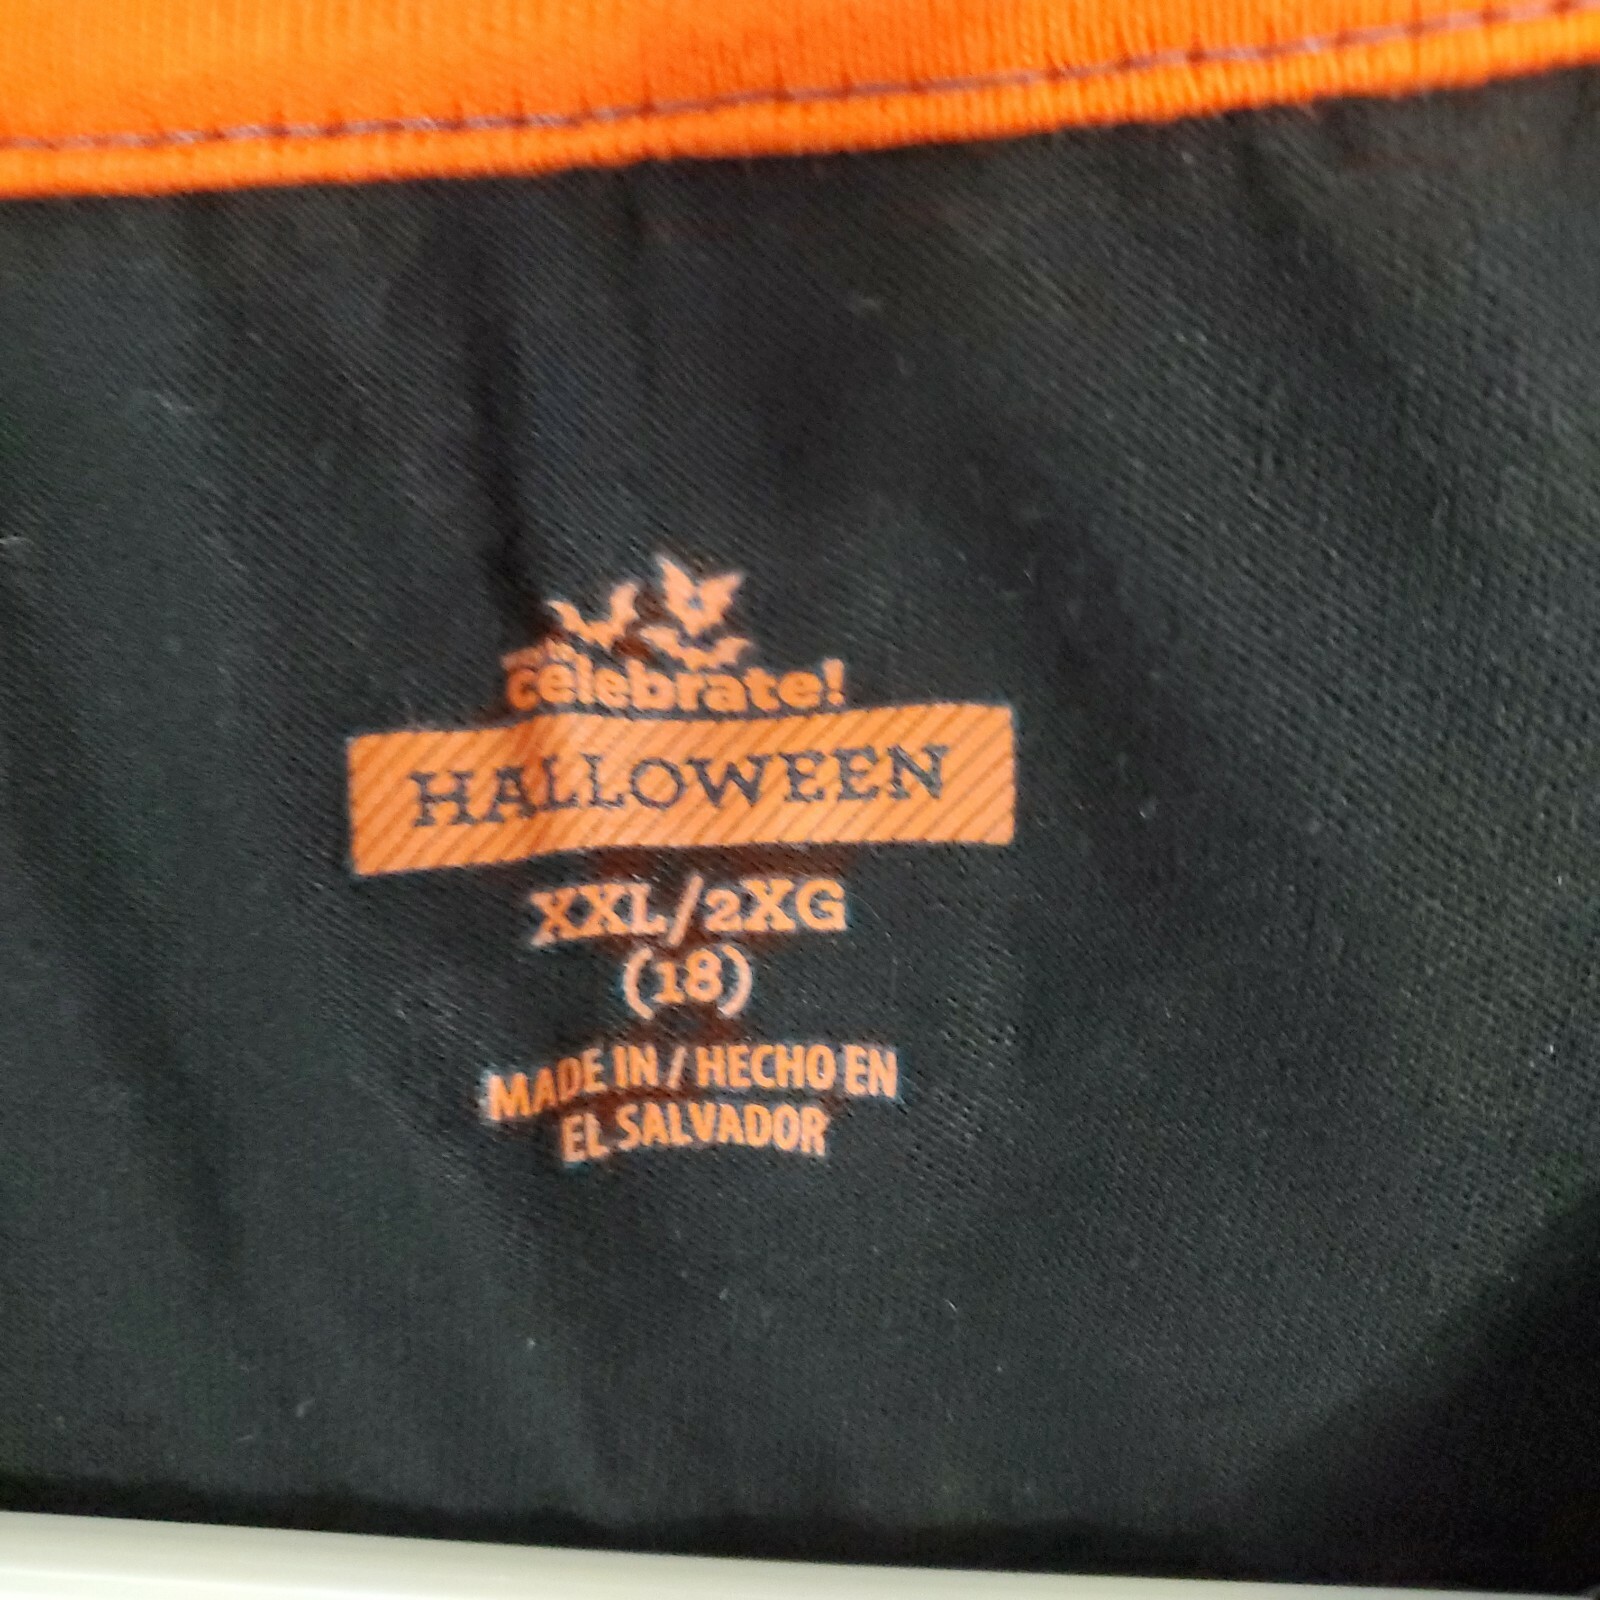 celebrate!
HALLOWEEN
XXL/2XG
(18)
MADE IN / HECHO EN
EL SALVADOR